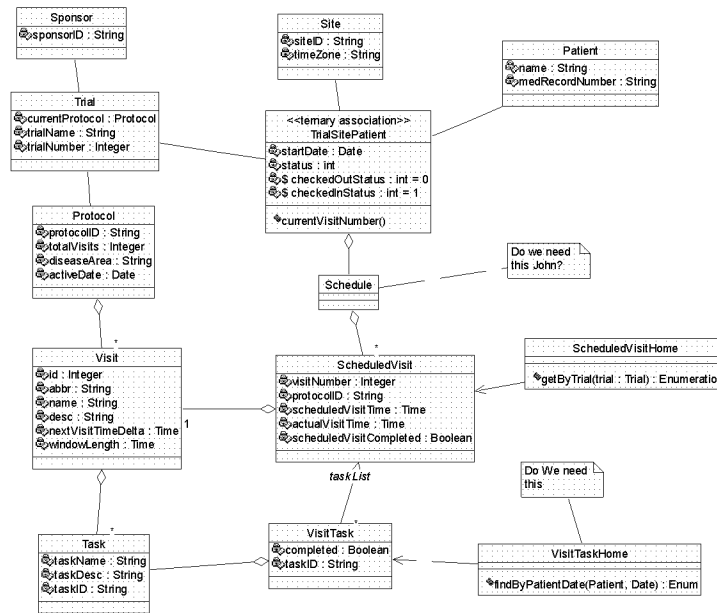 Sponsor
sponsorID : String
Site
siteID : String
timeZone : String
Patient
name : String
medRecordNumber : String
Trial
currentProtocol : Protocol
trialName : String
trialNumber : Integer
<<ternary association>>
TrialSitePatient
startDate : Date
status : int
$ checkedOutStatus : int = 0
$ checkedInStatus : int = 1
currentVisitNumber()
Protocol
protocolID : String
totalVisits : Integer
diseaseArea : String
activeDate : Date
Schedule
Do we need
this John?
*
Visit
id : Integer
abbr : String
name : String
desc : String
nextVisitTimeDelta : Time
windowLength : Time
1
*
ScheduledVisit
visitNumber : Integer
protocolID : String
scheduledVisitTime : Time
actualVisitTime : Time
scheduledVisitCompleted : Boolean
ScheduledVisitHome
getByTrial(trial : Trial) : Enumeratio
taskList
Do We need
this
*
Task
taskName : String
taskDesc : String
taskID : String
*
VisitTask
completed : Boolean
taskID : String
VisitTaskHome
findByPatientDate(Patient, Date) : Enum